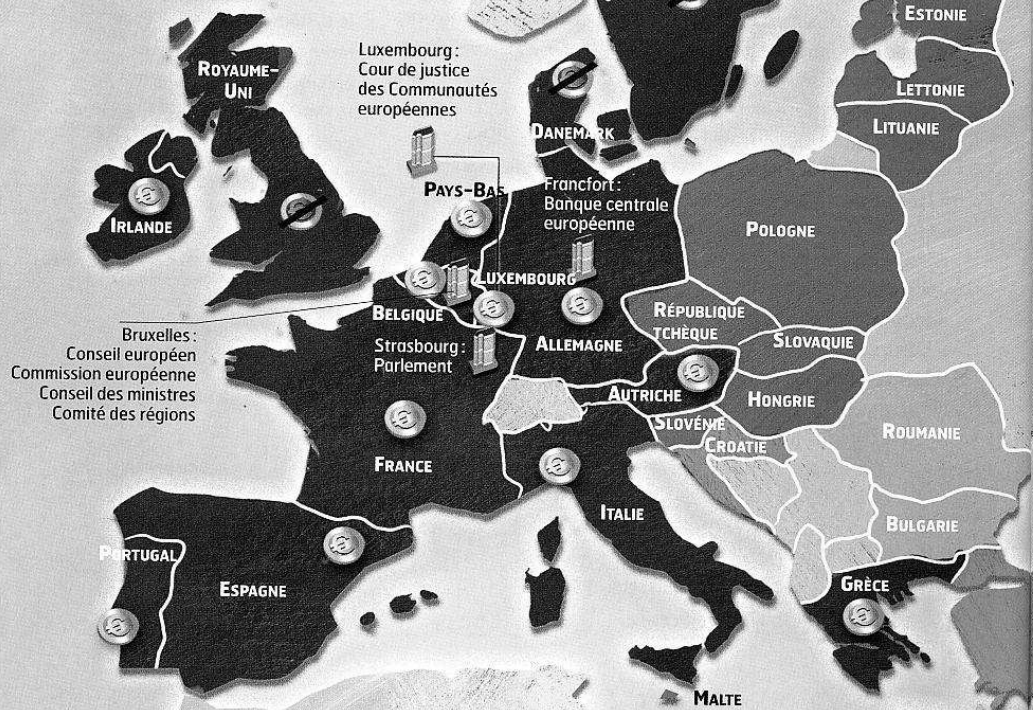 ESTONIE
Luxembourg :
Cour de justice
des Communautés
européennes
ROYAUME-
UNI
LETTONIE
LITUANIE
DANEMARK
PAYS-BAS
Francfort :
Banque centrale
européenne
IRLANDE
POLOGNE
LUXEMBOURG
BELGIQUE
RÉPUBLIQUE
TCHÈQUE
Bruxelles :
Conseil européen
Commission européenne
Conseil des ministres
Comité des régions
Strasbourg :
Parlement
ALLEMAGNE
SLOVAQUIE
AUTRICHE
HONGRIE
SLOVÉNIE
CROATIE
ROUMANIE
FRANCE
ITALIE
BULGARIE
PORTUGAL
ESPAGNE
GRÈCE
MALTE
€
€
€
€
€
€
€
€
€
€
€
€
€